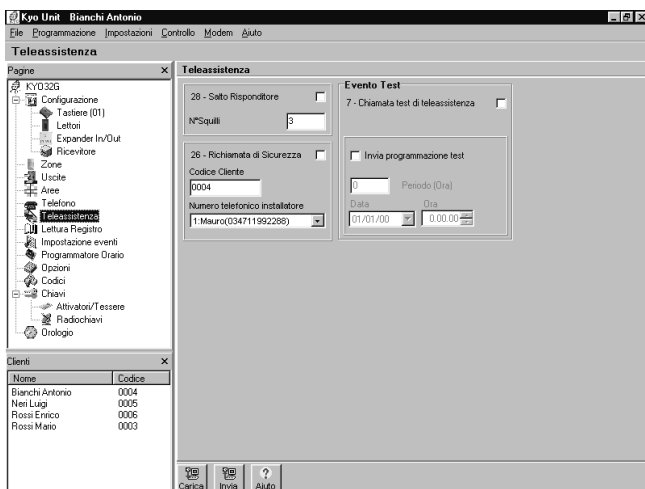 Kyo Unit Bianchi Antonio
File Programmazione Impostazioni Controllo Modem Aiuto
Teleassistenza
Pagine
KYO32G
Configurazione
Tastiere (01)
Lettori
Expander In/Out
Ricevitore
Zone
Uscite
Aree
Telefono
Teleassistenza
Lettura Registro
Impostazione eventi
Programmatore Orario
Opzioni
Codici
Chiavi
Attivatori/Tessere
Radiochiavi
Orologio
Clienti
Nome Codice
Bianchi Antonio 0004
Neri Luigi 0005
Rossi Enrico 0006
Rossi Mario 0003
Teleassistenza
28 - Salto Risponditore
N°Squilli 3
26 - Richiamata di Sicurezza
Codice Cliente
0004
Numero telefonico installatore
1:Mauro(034711992288)
Evento Test
7 - Chiamata test di teleassistenza
Invia programmazione test
0 Periodo (Ora)
Data Ora
01/01/00 0.00.00
Carica Invia Aiuto